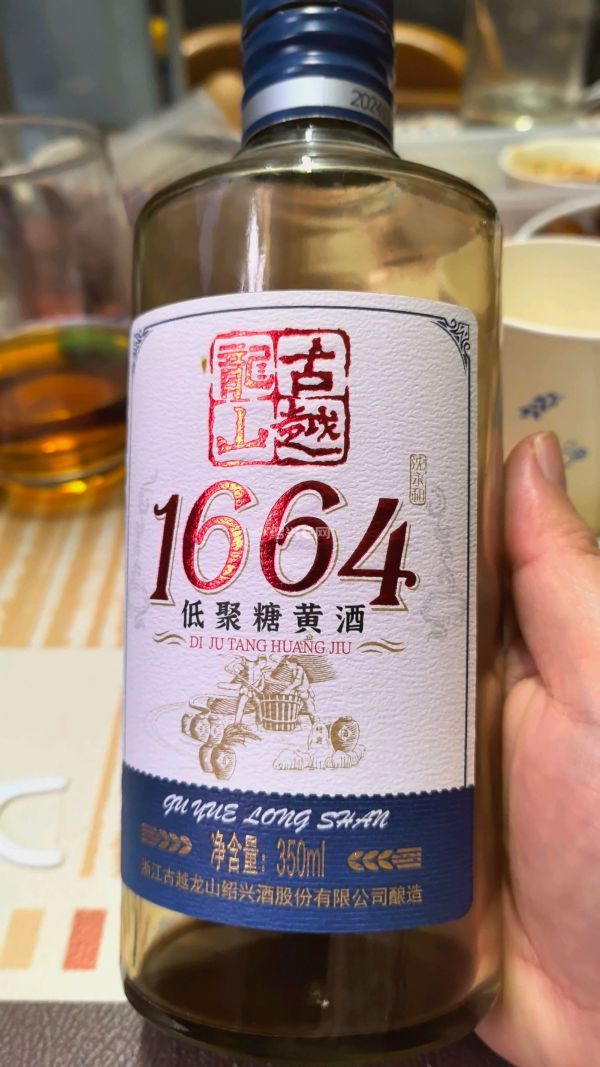 2024
古越
龍山
沈永和
1664
低聚糖黄酒
DI JU TANG HUANG JIU
GU YUE LONG SHAN
净含量：350ml
浙江古越龙山绍兴酒股份有限公司酿造